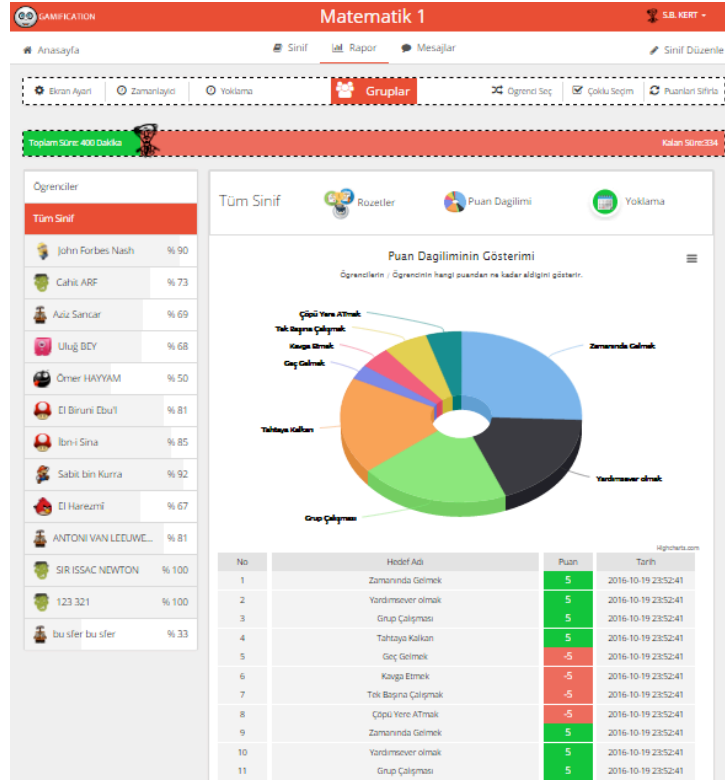 GAMIFICATION
Matematik 1
S.B. KERT
Anasayfa
Sinif
Rapor
Mesajlar
Sinif Düzenle
Ekran Ayari
Zamanlayici
Yoklama
Gruplar
Ogrenci Seç
Çoklu Seçim
Puanlari Sifirla
Toplam Süre: 400 Dakika
Kalan Süre:334
Ögrenciler
Tüm Sinif
John Forbes Nash % 90
Cahit ARF % 73
Aziz Sancar % 69
Uluğ BEY % 68
Ömer HAYYAM % 50
El Biruni Ebu'l % 81
İbn-i Sina % 85
Sabit bin Kurra % 92
El Harezmî % 67
ANTONI VAN LEEUWE... % 81
SIR ISSAC NEWTON % 100
123 321 % 100
bu sfer bu sfer % 33
Tüm Sinif
Rozetler
Puan Dagilimi
Yoklama
Puan Dagiliminin Gösterimi
Ögrencilerin / Ögrencinin hangi puandan ne kadar aldigini gösterir.
Çöpü Yere ATmak
Tek Başına Çalışmak
Kavga Etmek
Geç Gelmek
Zamanında Gelmek
Tahtaya Kalkan
Yardımsever olmak
Grup Çalışması
Highcharts.com
No Hedef Adı Puan Tarih
1 Zamanında Gelmek 5 2016-10-19 23:52:41
2 Yardımsever olmak 5 2016-10-19 23:52:41
3 Grup Çalışması 5 2016-10-19 23:52:41
4 Tahtaya Kalkan 5 2016-10-19 23:52:41
5 Geç Gelmek -5 2016-10-19 23:52:41
6 Kavga Etmek -5 2016-10-19 23:52:41
7 Tek Başına Çalışmak -5 2016-10-19 23:52:41
8 Çöpü Yere ATmak -5 2016-10-19 23:52:41
9 Zamanında Gelmek 5 2016-10-19 23:52:41
10 Yardımsever olmak 5 2016-10-19 23:52:41
11 Grup Çalışması 5 2016-10-19 23:52:41